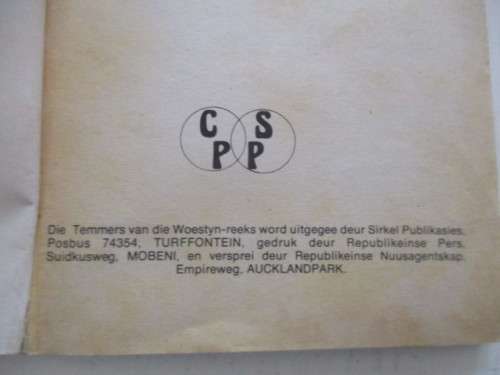 C S
P P
Die Temmers van die Woestyn-reeks word uitgegee deur Sirkel Publikasies,
Posbus 74354, TURFFONTEIN, gedruk deur Republikeinse Pers,
Suidkusweg, MOBENI, en versprei deur Republikeinse Nuusagentskap,
Empireweg, AUCKLANDPARK.